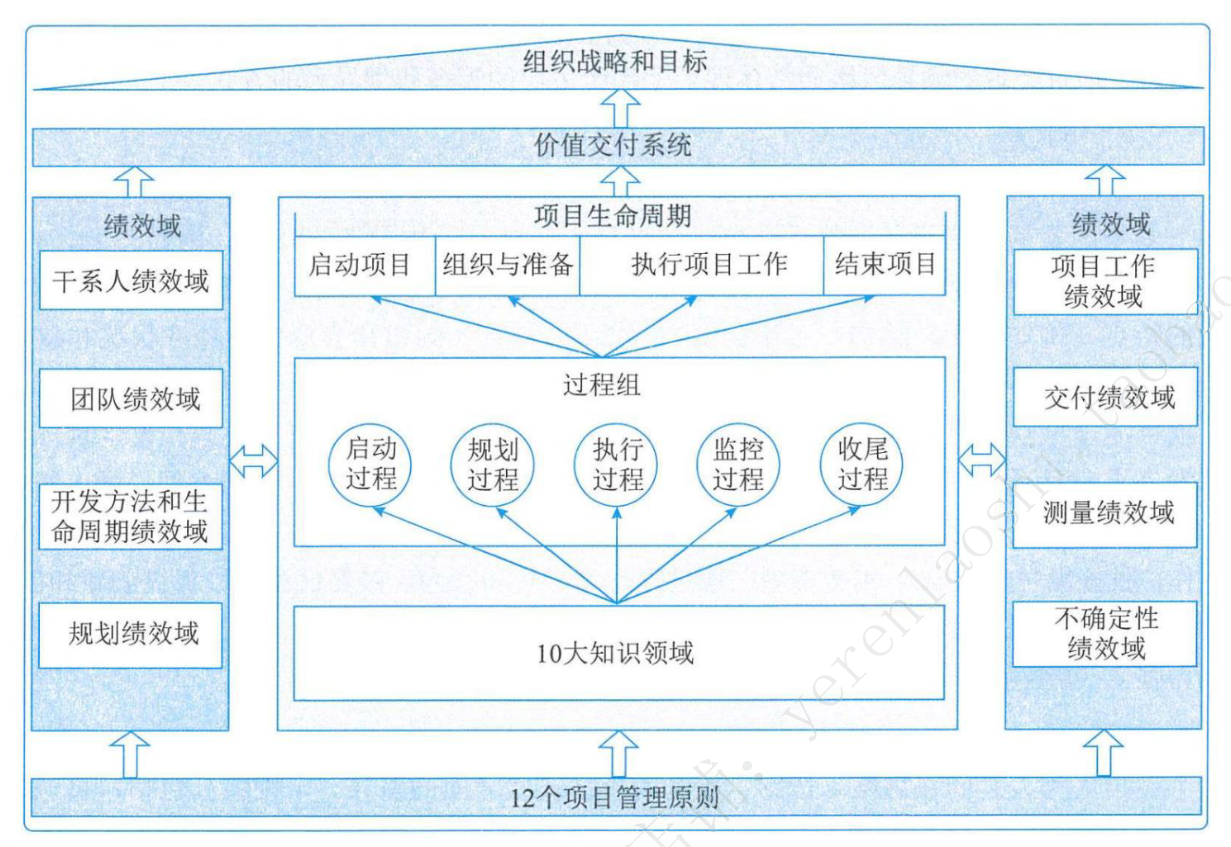 组织战略和目标
价值交付系统
绩效域
干系人绩效域
团队绩效域
开发方法和生
命周期绩效域
规划绩效域
项目生命周期
启动项目 组织与准备 执行项目工作 结束项目
过程组
启动 规划 执行 监控 收尾
过程 过程 过程 过程 过程
10大知识领域
绩效域
项目工作
绩效域
交付绩效域
测量绩效域
不确定性
绩效域
12个项目管理原则
店铺: yerenlaoshi.taobao